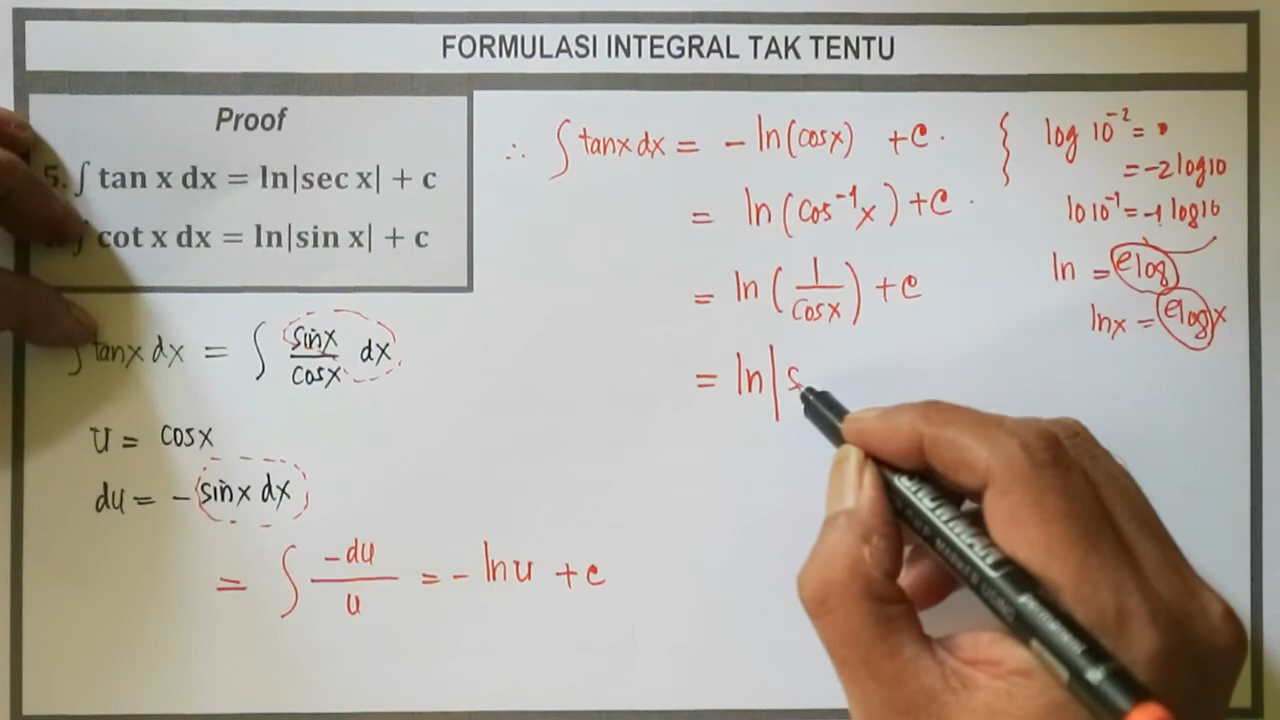 FORMULASI INTEGRAL TAK TENTU
Proof
5. ∫ tan x dx = ln|sec x| + c
∫ cot x dx = ln|sin x| + c
∫ tanx dx = ∫ sinx/cosx dx
U = cosx
du = - sinx dx
= ∫ -du/u = - ln u + c
∴ ∫ tanx dx = - ln(cosx) + c.
= ln(cos⁻¹x) + c.
= ln(1/cosx) + c
= ln|s
{ log 10⁻² =
= -2 log10
10 10⁻¹ = -1 log10
ln = elog
lnx = elog x
SNOWMAN